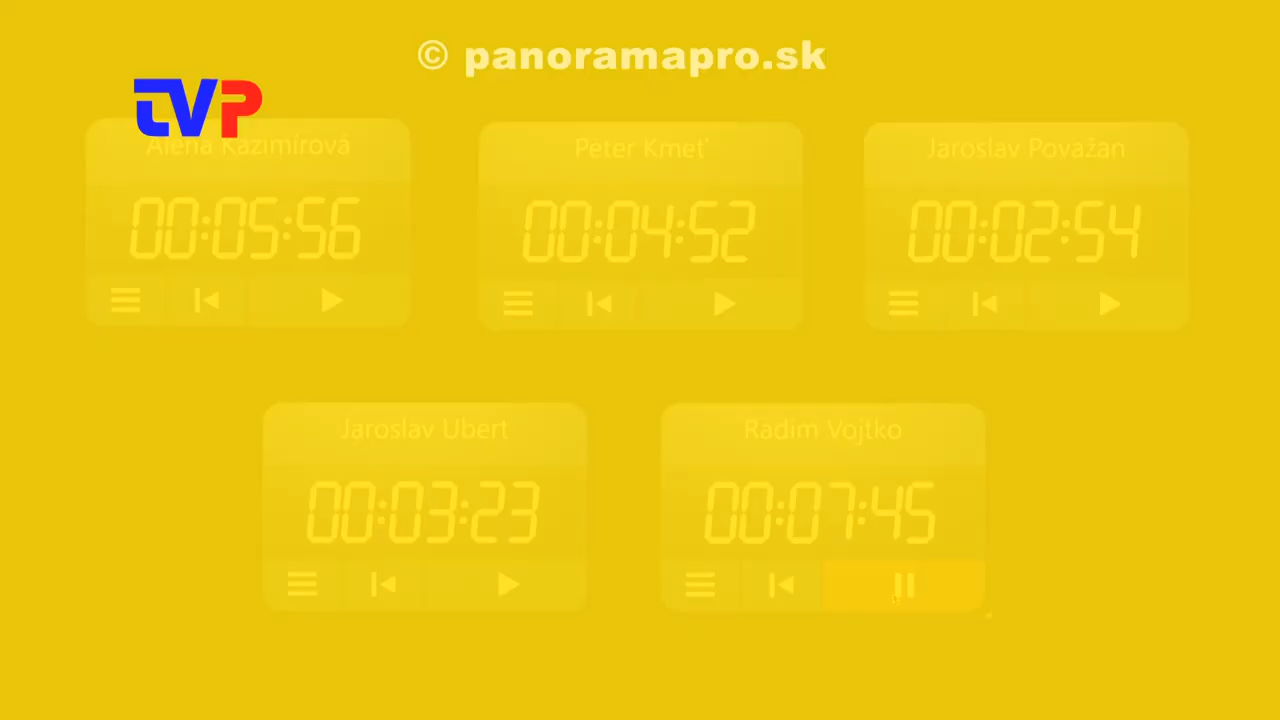 © panoramapro.sk
TVP
Alena Kazimírová
Peter Kmeť
Jaroslav Považan
00:05:56
00:04:52
00:02:54
Jaroslav Ubert
Radim Vojtko
00:03:23
00:07:45